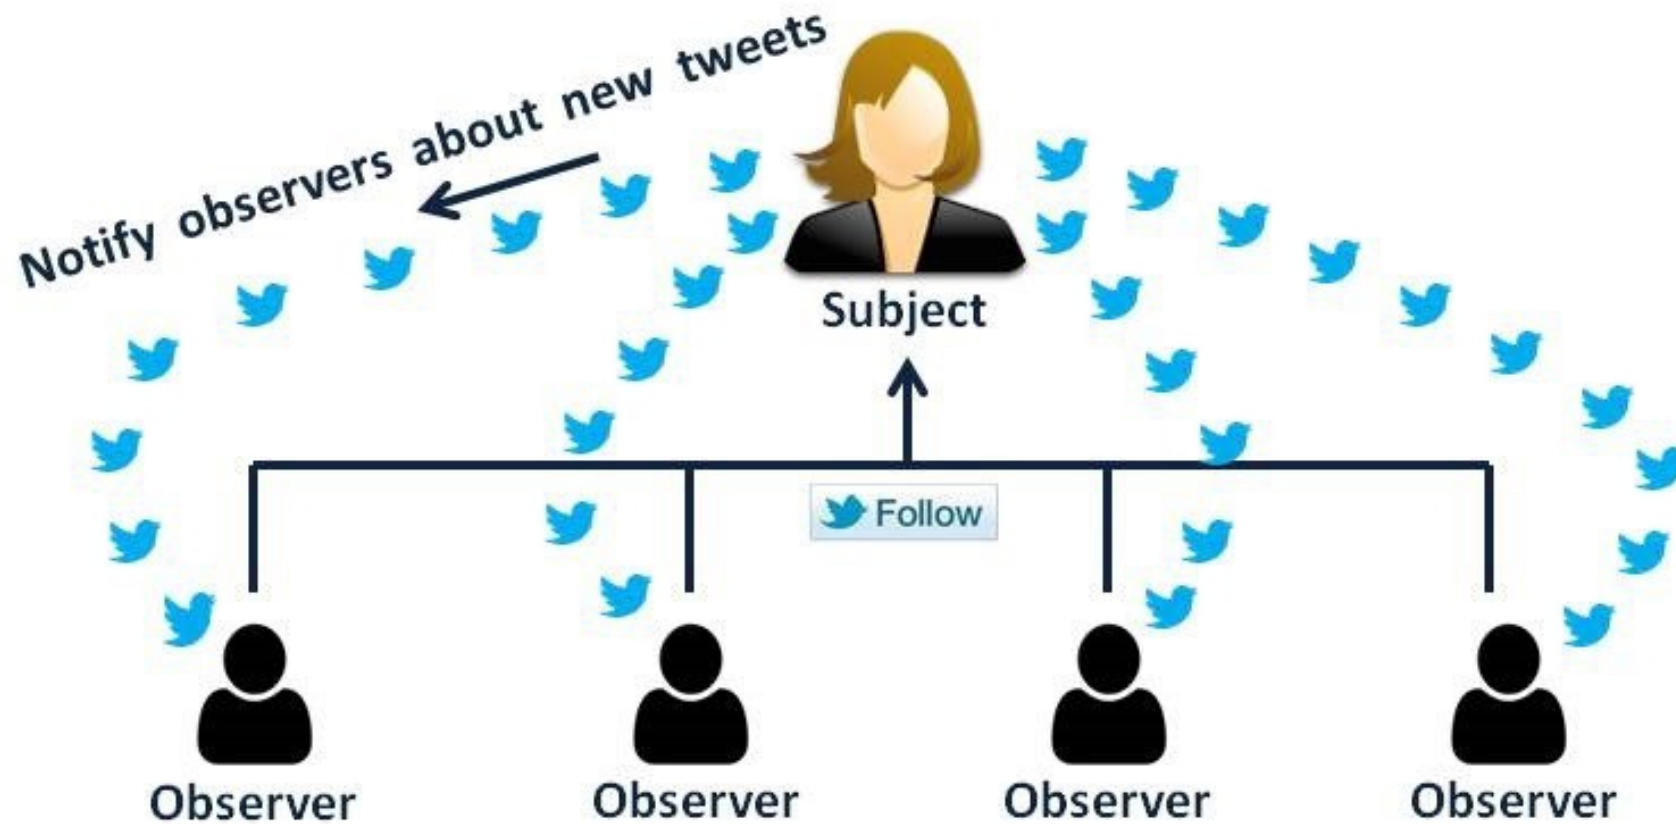 Notify observers about new tweets
Subject
Follow
Observer
Observer
Observer
Observer